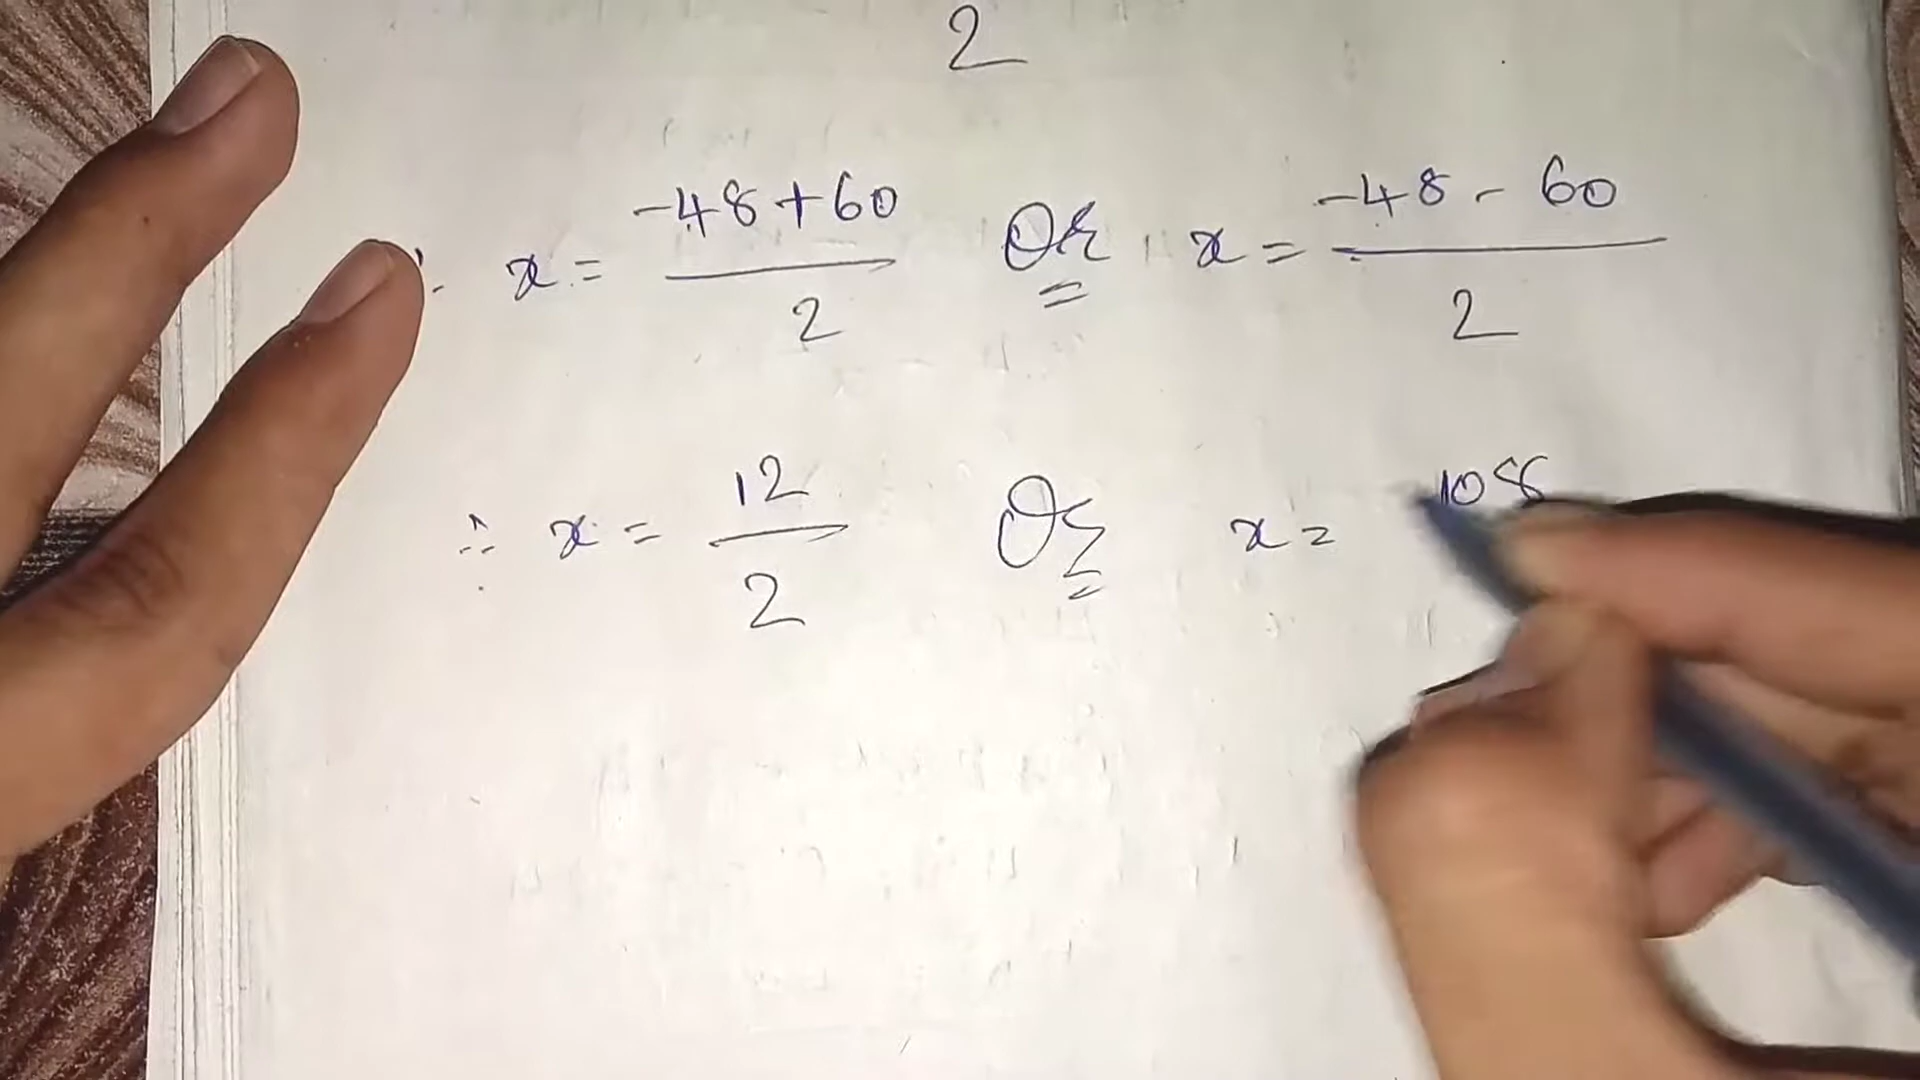 2
∴ x = -48+60 / 2 Or x = -48 - 60 / 2
∴ x = 12 / 2 Or x = 108